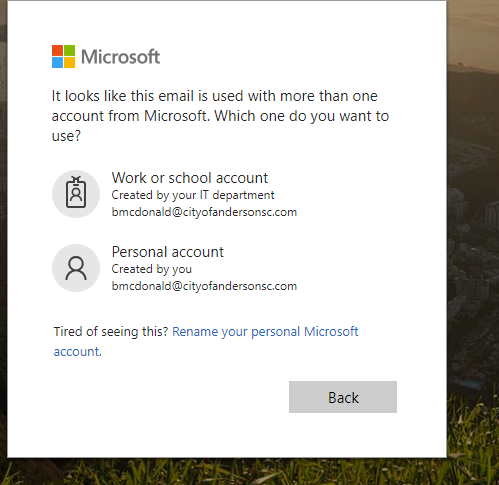 Microsoft
It looks like this email is used with more than one
account from Microsoft. Which one do you want to
use?
Work or school account
Created by your IT department
bmcdonald@cityofandersonsc.com
Personal account
Created by you
bmcdonald@cityofandersonsc.com
Tired of seeing this? Rename your personal Microsoft
account.
Back